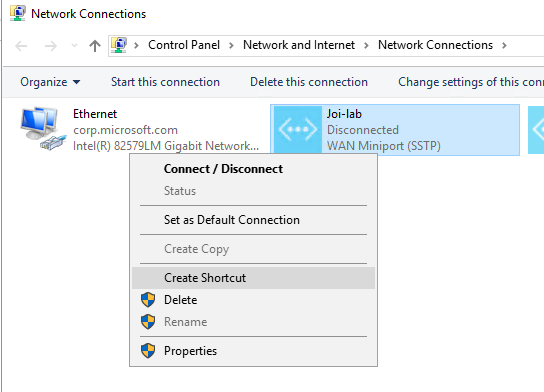 Network Connections
Control Panel > Network and Internet > Network Connections >
Organize Start this connection Delete this connection Change settings of this con
Ethernet
corp.microsoft.com
Intel(R) 82579LM Gigabit Network...
Joi-lab
Disconnected
WAN Miniport (SSTP)
Connect / Disconnect
Status
Set as Default Connection
Create Copy
Create Shortcut
Delete
Rename
Properties